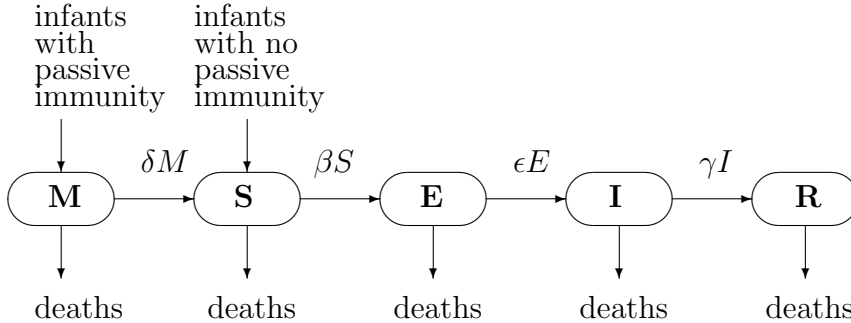 infants
with
passive
immunity
infants
with no
passive
immunity
δM
βS
ϵE
γI
M
S
E
I
R
deaths
deaths
deaths
deaths
deaths